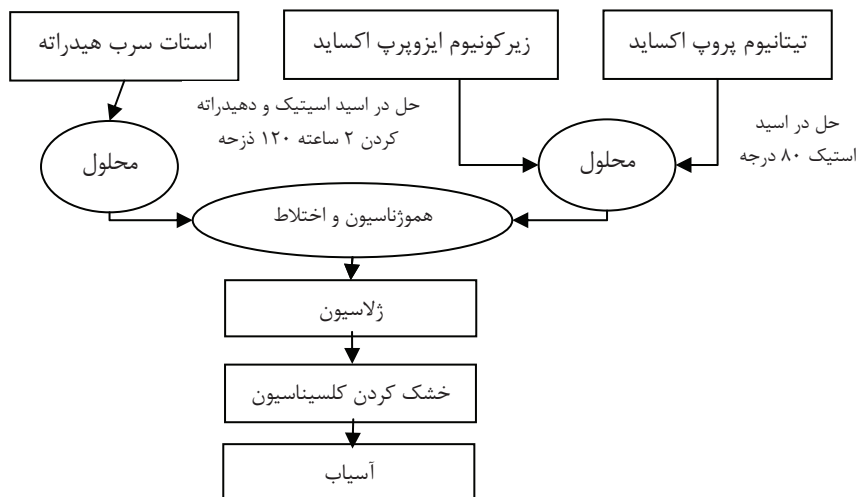 تیتانیوم پروپ اکساید
زیرکونیوم ایزوپرپ اکساید
استات سرب هیدراته
حل در اسید
استیک ۸۰ درجه
حل در اسید اسیتیک و دهیدراته
کردن ۲ ساعته ۱۲۰ ذزحه
محلول
محلول
هموژناسیون و اختلاط
ژلاسیون
خشک کردن کلسیناسیون
آسیاب